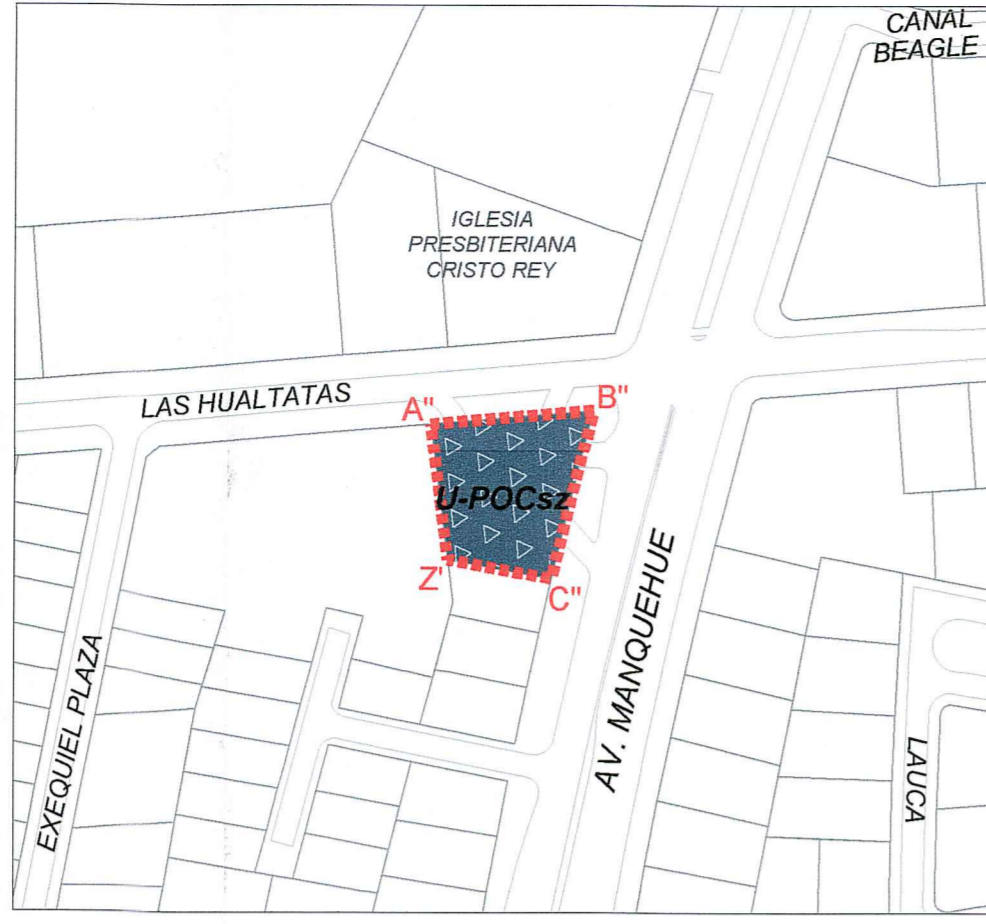 CANAL
BEAGLE
IGLESIA
PRESBITERIANA
CRISTO REY
LAS HUALTATAS
A"
B"
U-POCsz
Z'
C"
AV. MANQUEHUE
EXEQUIEL PLAZA
LAUCA